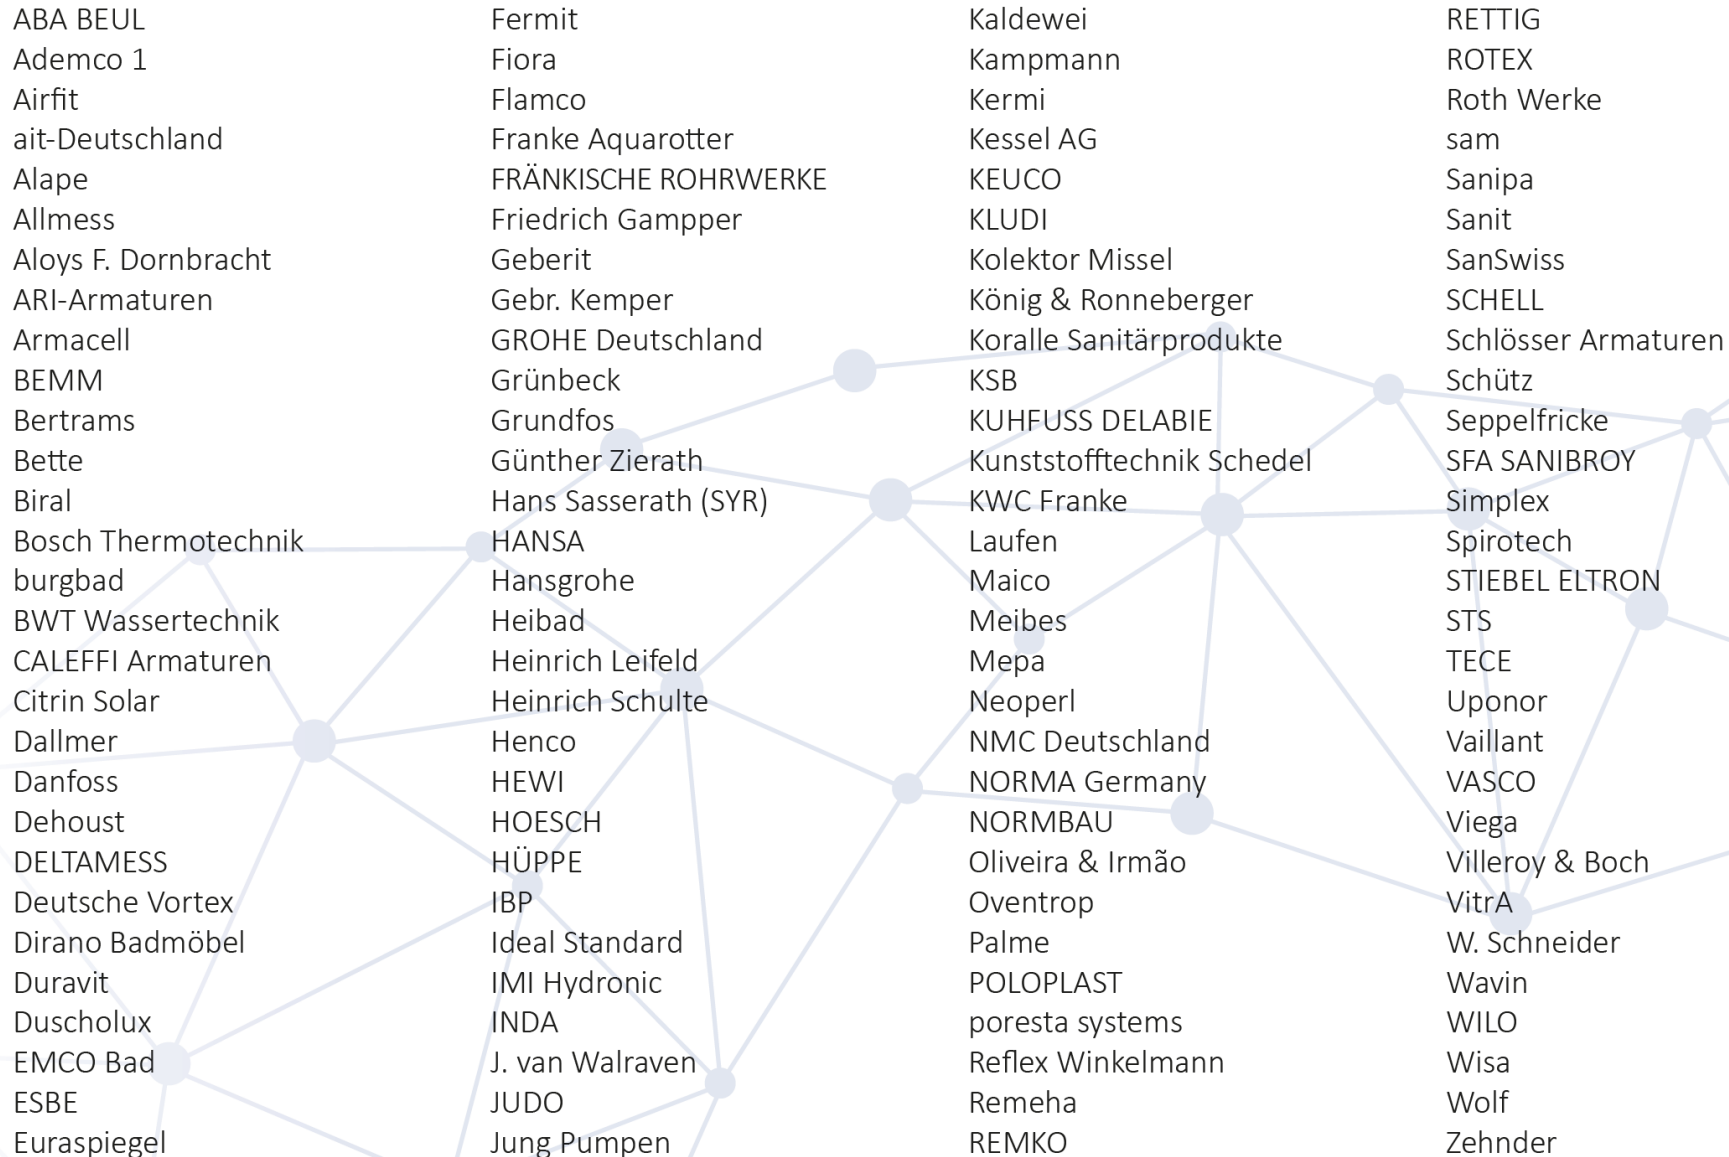 ABA BEUL
Ademco 1
Airfit
ait-Deutschland
Alape
Allmess
Aloys F. Dornbracht
ARI-Armaturen
Armacell
BEMM
Bertrams
Bette
Biral
Bosch Thermotechnik
burgbad
BWT Wassertechnik
CALEFFI Armaturen
Citrin Solar
Dallmer
Danfoss
Dehoust
DELTAMESS
Deutsche Vortex
Dirano Badmöbel
Duravit
Duscholux
EMCO Bad
ESBE
Euraspiegel
Fermit
Fiora
Flamco
Franke Aquarotter
FRÄNKISCHE ROHRWERKE
Friedrich Gampper
Geberit
Gebr. Kemper
GROHE Deutschland
Grünbeck
Grundfos
Günther Zierath
Hans Sasserath (SYR)
HANSA
Hansgrohe
Heibad
Heinrich Leifeld
Heinrich Schulte
Henco
HEWI
HOESCH
HÜPPE
IBP
Ideal Standard
IMI Hydronic
INDA
J. van Walraven
JUDO
Jung Pumpen
Kaldewei
Kampmann
Kermi
Kessel AG
KEUCO
KLUDI
Kolektor Missel
König & Ronneberger
Koralle Sanitärprodukte
KSB
KUHFUSS DELABIE
Kunststofftechnik Schedel
KWC Franke
Laufen
Maico
Meibes
Mepa
Neoperl
NMC Deutschland
NORMA Germany
NORMBAU
Oliveira & Irmão
Oventrop
Palme
POLOPLAST
poresta systems
Reflex Winkelmann
Remeha
REMKO
RETTIG
ROTEX
Roth Werke
sam
Sanipa
Sanit
SanSwiss
SCHELL
Schlösser Armaturen
Schütz
Seppelfricke
SFA SANIBROY
Simplex
Spirotech
STIEBEL ELTRON
STS
TECE
Uponor
Vaillant
VASCO
Viega
Villeroy & Boch
VitrA
W. Schneider
Wavin
WILO
Wisa
Wolf
Zehnder